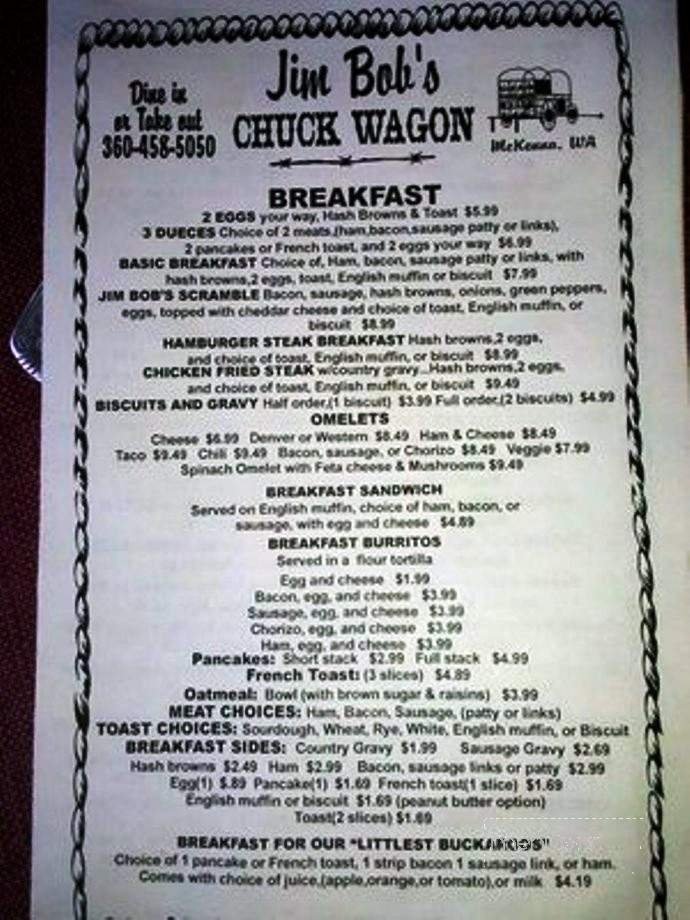 Jim Bob's
Dine in
or Take out
CHUCK WAGON
360-458-5050
McKenna, WA
BREAKFAST
2 EGGS your way, Hash Browns & Toast $5.99
3 DUECES Choice of 2 meats,(ham,bacon,sausage patty or links),
2 pancakes or French toast, and 2 eggs your way $6.99
BASIC BREAKFAST Choice of, Ham, bacon, sausage patty or links, with
hash browns,2 eggs, toast, English muffin or biscuit $7.99
JIM BOB'S SCRAMBLE Bacon, sausage, hash browns, onions, green peppers,
eggs, topped with cheddar cheese and choice of toast, English muffin, or
biscuit $8.99
HAMBURGER STEAK BREAKFAST Hash browns,2 eggs,
and choice of toast, English muffin, or biscuit $8.99
CHICKEN FRIED STEAK w/country gravy...Hash browns,2 eggs,
and choice of toast, English muffin, or biscuit $9.49
BISCUITS AND GRAVY Half order,(1 biscuit) $3.99 Full order,(2 biscuits) $4.99
OMELETS
Cheese $6.99 Denver or Western $8.49 Ham & Cheese $8.49
Taco $9.49 Chili $9.49 Bacon, sausage, or Chorizo $8.49 Veggie $7.99
Spinach Omelet with Feta cheese & Mushrooms $9.49
BREAKFAST SANDWICH
Served on English muffin, choice of ham, bacon, or
sausage, with egg and cheese $4.89
BREAKFAST BURRITOS
Served in a flour tortilla
Egg and cheese $1.99
Bacon, egg, and cheese $3.99
Sausage, egg, and cheese $3.99
Chorizo, egg, and cheese $3.99
Ham, egg, and cheese $3.99
Pancakes: Short stack $2.99 Full stack $4.99
French Toast: (3 slices) $4.89
Oatmeal: Bowl (with brown sugar & raisins) $3.99
MEAT CHOICES: Ham, Bacon, Sausage, (patty or links)
TOAST CHOICES: Sourdough, Wheat, Rye, White, English muffin, or Biscuit
BREAKFAST SIDES: Country Gravy $1.99 Sausage Gravy $2.69
Hash browns $2.49 Ham $2.99 Bacon, sausage links or patty $2.99
Egg(1) $.89 Pancake(1) $1.69 French toast(1 slice) $1.69
English muffin or biscuit $1.69 (peanut butter option)
Toast(2 slices) $1.69
BREAKFAST FOR OUR "LITTLEST BUCKAROOS"
Choice of 1 pancake or French toast, 1 strip bacon 1 sausage link, or ham.
Comes with choice of juice,(apple,orange,or tomato),or milk $4.19